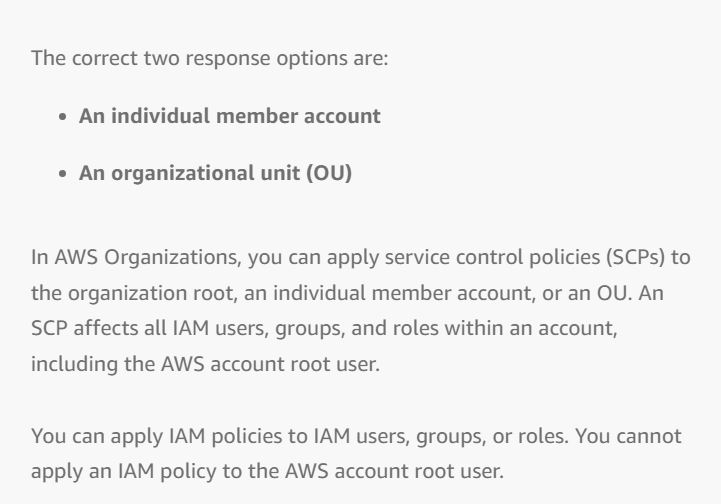 The correct two response options are:
• An individual member account
• An organizational unit (OU)
In AWS Organizations, you can apply service control policies (SCPs) to
the organization root, an individual member account, or an OU. An
SCP affects all IAM users, groups, and roles within an account,
including the AWS account root user.
You can apply IAM policies to IAM users, groups, or roles. You cannot
apply an IAM policy to the AWS account root user.